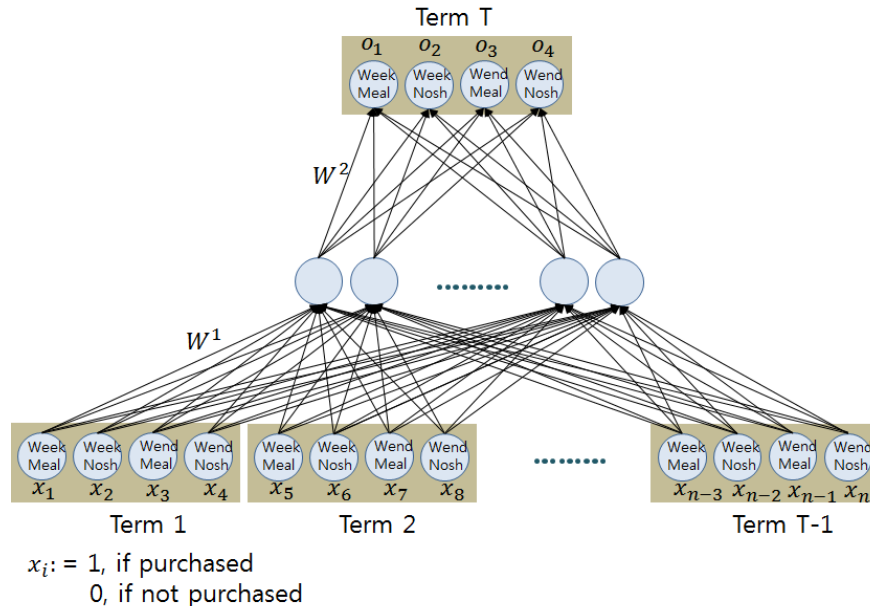 Term T
o₁ o₂ o₃ o₄
Week Week Wend Wend
Meal Nosh Meal Nosh
W²
W¹
Week Week Wend Wend Week Week Wend Wend Week Week Wend Wend
Meal Nosh Meal Nosh Meal Nosh Meal Nosh Meal Nosh Meal Nosh
x₁ x₂ x₃ x₄ x₅ x₆ x₇ x₈ xₙ₋₃ xₙ₋₂ xₙ₋₁ xₙ
Term 1 Term 2 Term T-1
xᵢ: = 1, if purchased
0, if not purchased